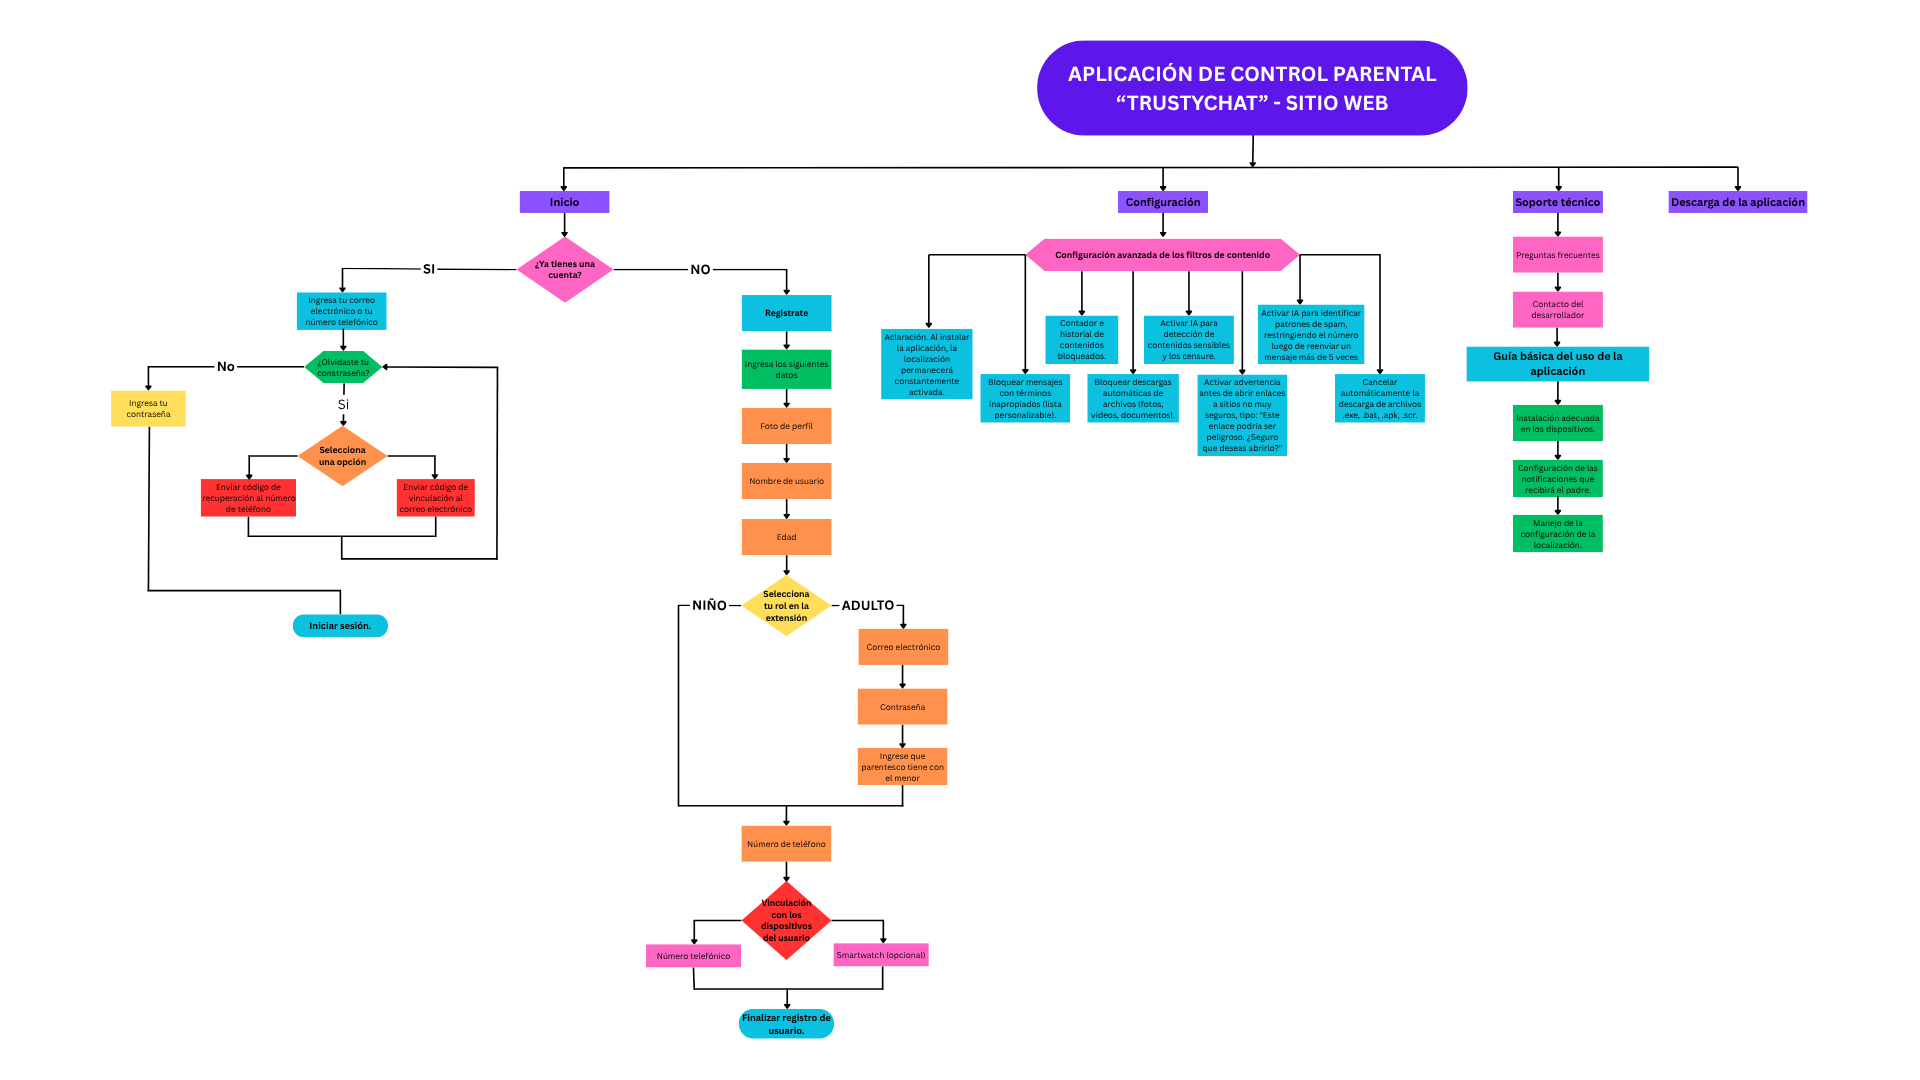 APLICACIÓN DE CONTROL PARENTAL
“TRUSTYCHAT” - SITIO WEB
Inicio
¿Ya tienes una
cuenta?
SI
NO
Ingresa tu correo
electrónico o tu
número telefónico
¿Olvidaste tu
constraseña?
No
Si
Ingresa tu
contraseña
Selecciona
una opción
Enviar código de
recuperación al número
de teléfono
Enviar código de
vinculación al
correo electrónico
Iniciar sesión.
Registrate
Ingresa los siguientes
datos
Foto de perfil
Nombre de usuario
Edad
Selecciona
tu rol en la
extensión
NIÑO
ADULTO
Correo electrónico
Contraseña
Ingrese que
parentesco tiene con
el menor
Número de teléfono
Vinculación
con los
dispositivos
del usuario
Número telefónico
Smartwatch (opcional)
Finalizar registro de
usuario.
Configuración
Configuración avanzada de los filtros de contenido
Aclaración. Al instalar
la aplicación, la
localización
permanecerá
constantemente
activada.
Bloquear mensajes
con términos
inapropiados (lista
personalizable).
Contador e
historial de
contenidos
bloqueados.
Bloquear descargas
automáticas de
archivos (fotos,
videos, documentos).
Activar IA para
detección de
contenidos sensibles
y los censure.
Activar advertencia
antes de abrir enlaces
a sitios no muy
seguros, tipo: "Este
enlace podría ser
peligroso. ¿Seguro
que deseas abrirlo?"
Activar IA para identificar
patrones de spam,
restringiendo el número
luego de reenviar un
mensaje más de 5 veces
Cancelar
automáticamente la
descarga de archivos
.exe, .bat, .apk, .scr.
Soporte técnico
Preguntas frecuentes
Contacto del
desarrollador
Guía básica del uso de la
aplicación
Instalación adecuada
en los dispositivos.
Configuración de las
notificaciones que
recibirá el padre.
Manejo de la
configuración de la
localización.
Descarga de la aplicación